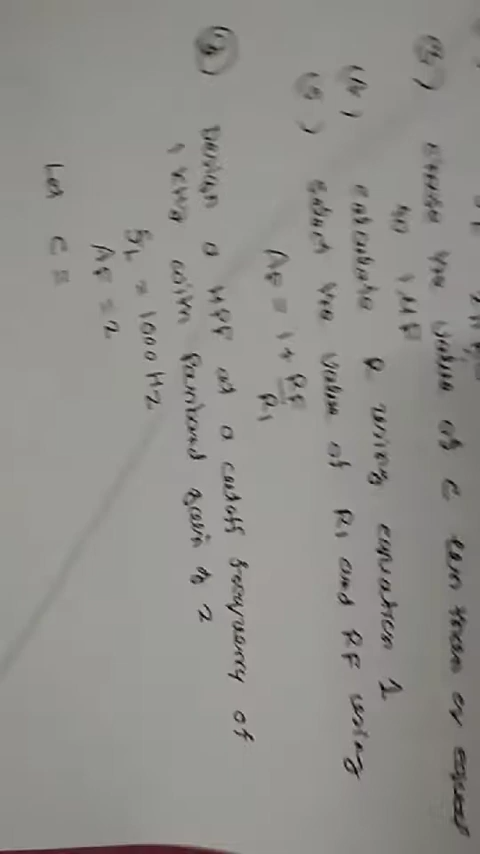 (3) Choose the value of C less than or equal
to 1MF
(4) calculate R using equation 1
(5) select the value of R1 and RF using
AF = 1 + RF/R1
(Q) Design a HPF at a cutoff frequency of
1 KHz with passband gain of 2
fL = 1000 Hz
AF = 2
Let C =